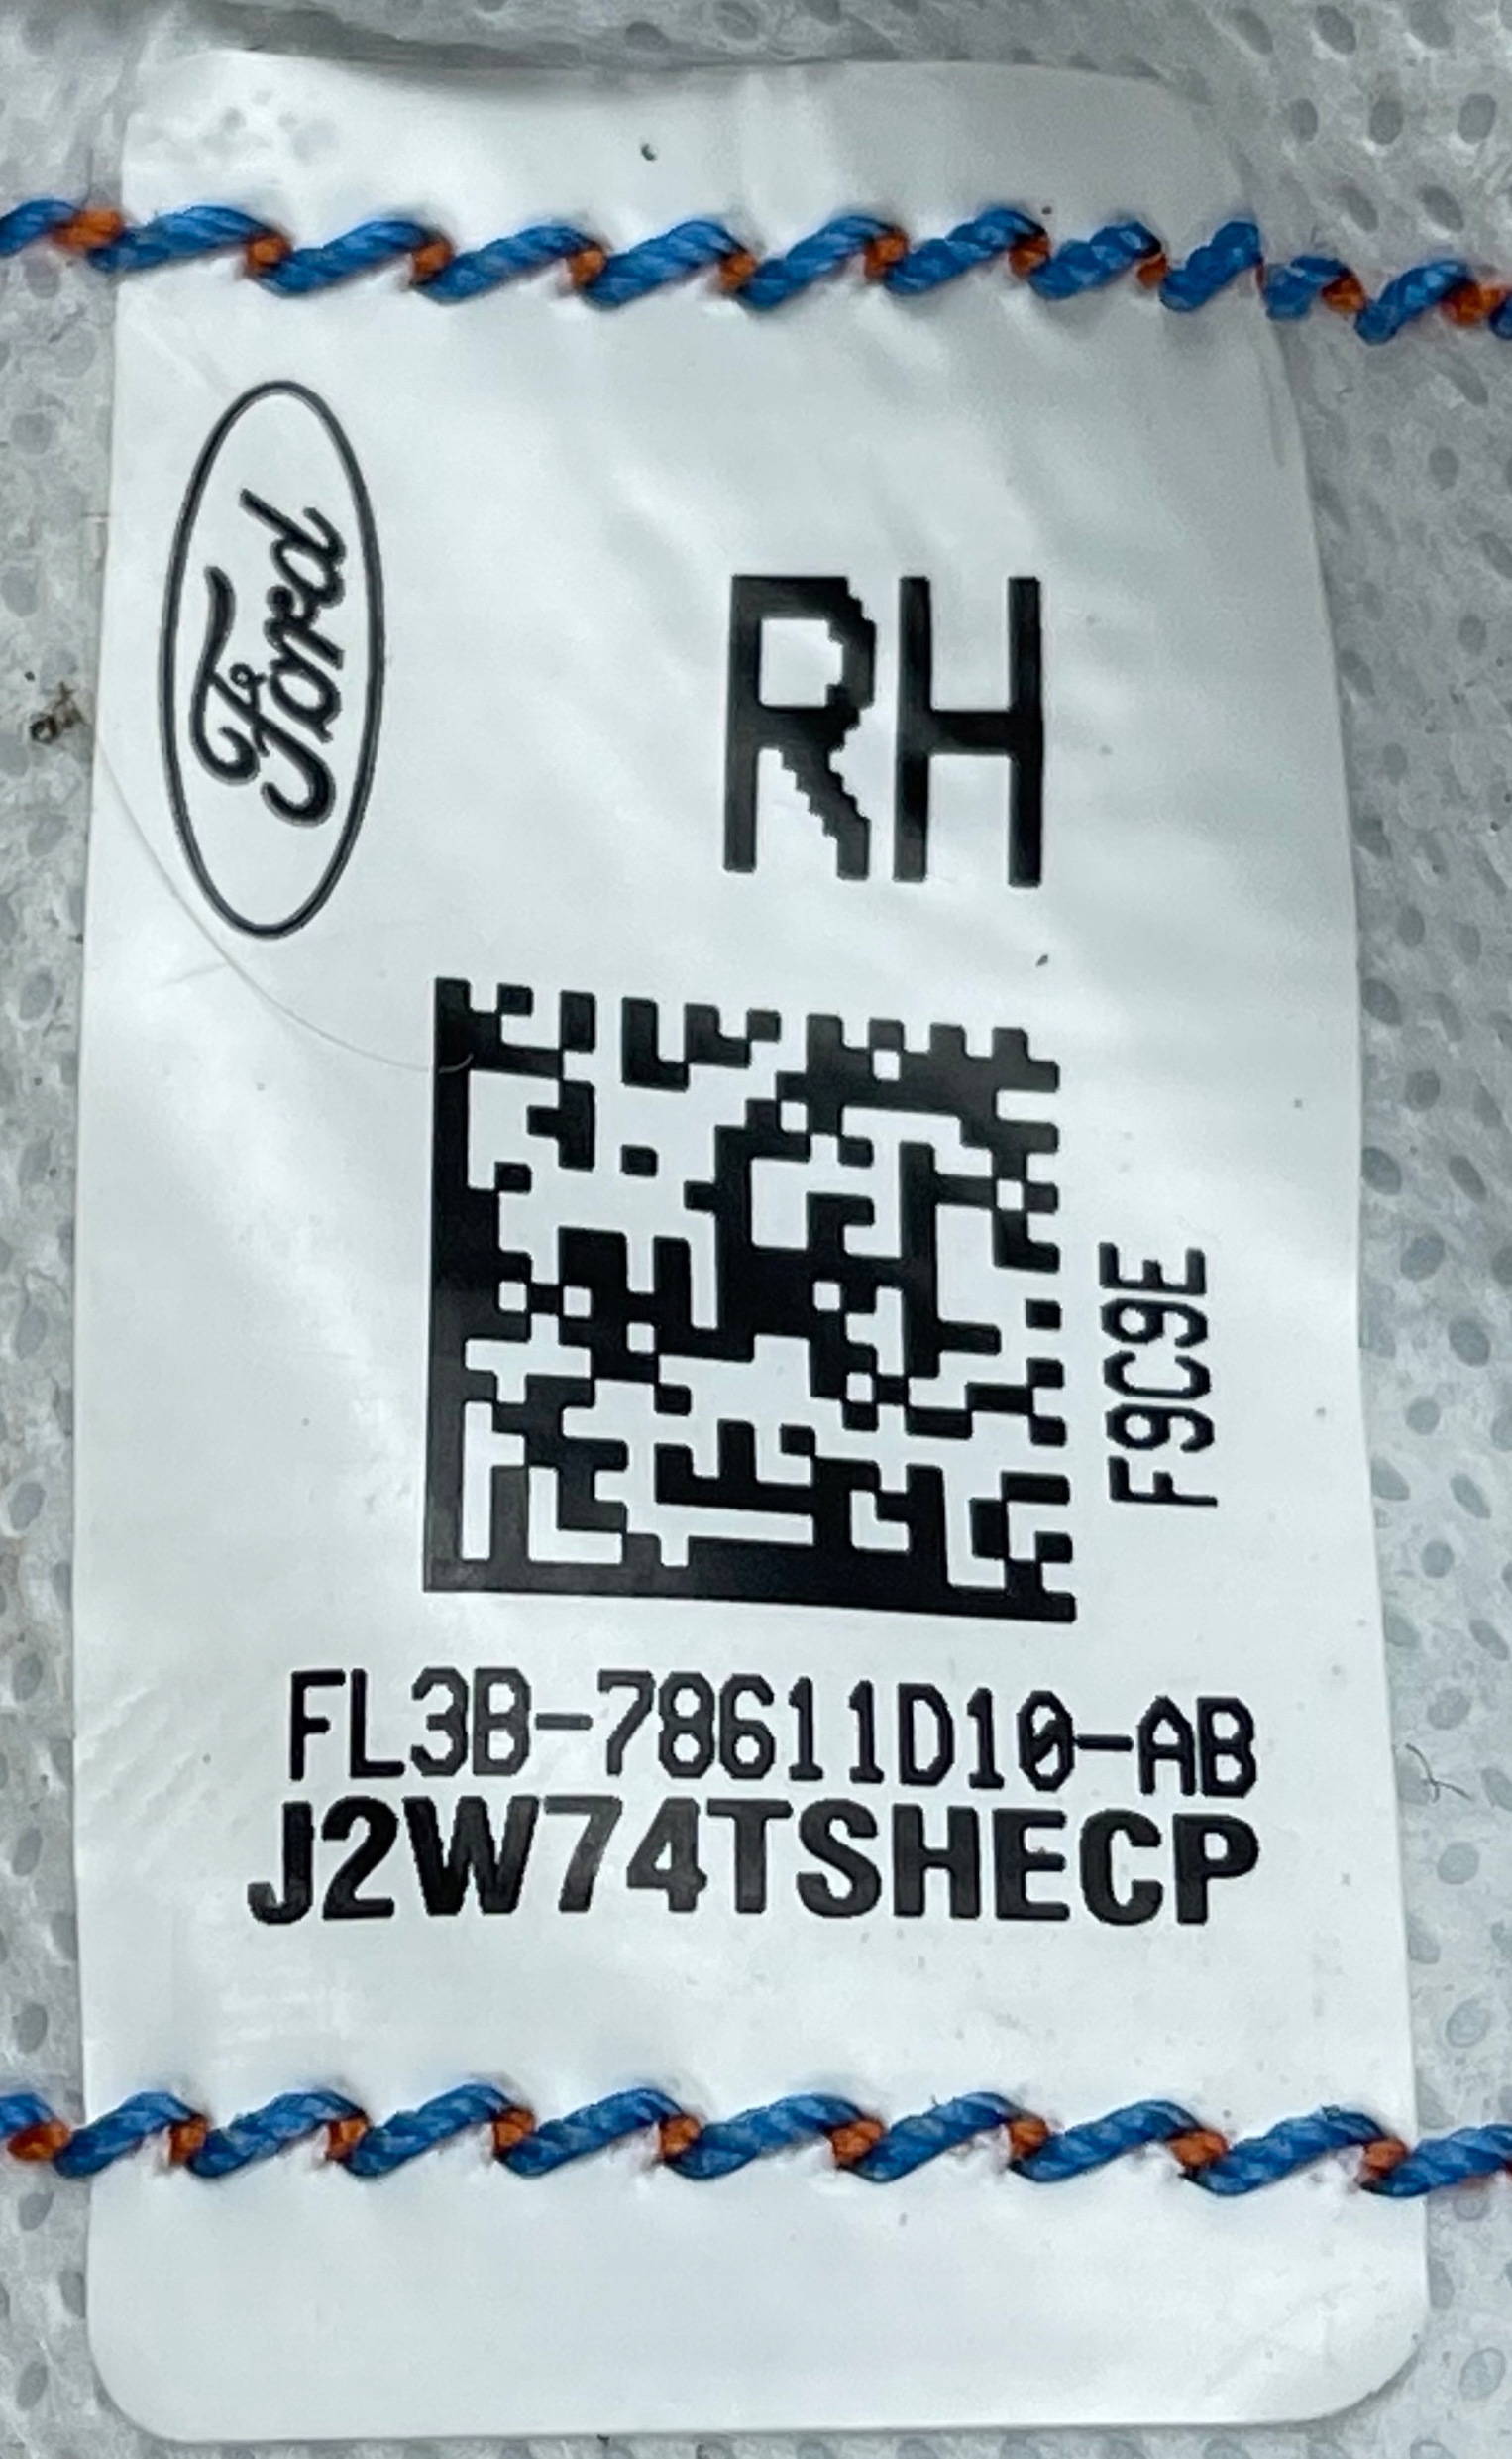 Ford
RH
F9C9E
FL3B-78611D10-AB
J2W74TSHECP